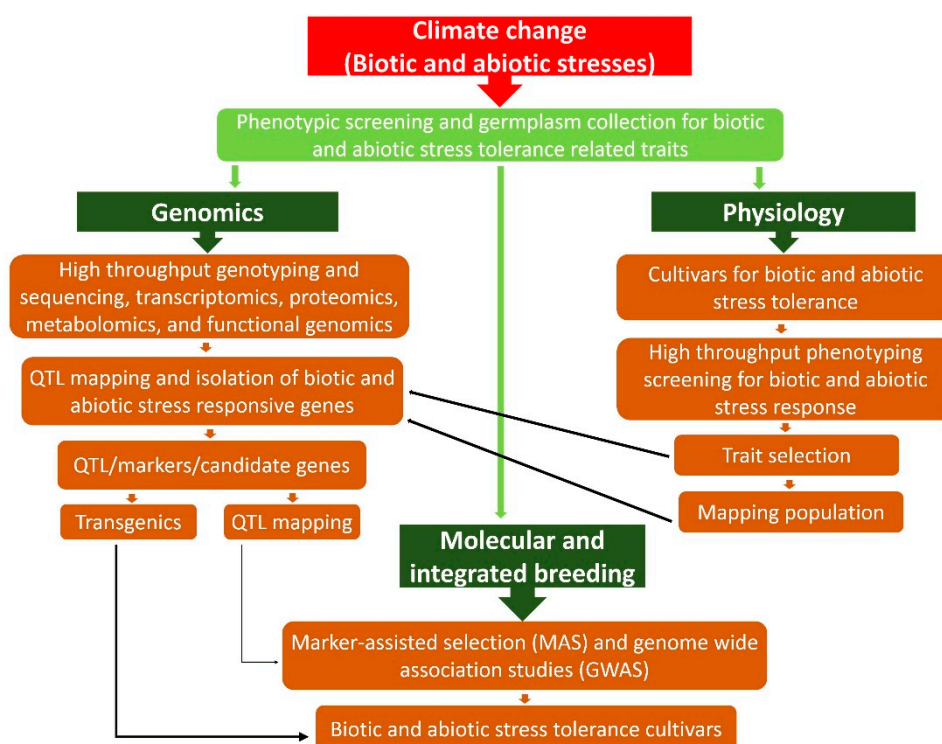 Climate change
(Biotic and abiotic stresses)
Phenotypic screening and germplasm collection for biotic
and abiotic stress tolerance related traits
Genomics
High throughput genotyping and
sequencing, transcriptomics, proteomics,
metabolomics, and functional genomics
QTL mapping and isolation of biotic and
abiotic stress responsive genes
QTL/markers/candidate genes
Transgenics
QTL mapping
Physiology
Cultivars for biotic and abiotic
stress tolerance
High throughput phenotyping
screening for biotic and abiotic
stress response
Trait selection
Mapping population
Molecular and
integrated breeding
Marker-assisted selection (MAS) and genome wide
association studies (GWAS)
Biotic and abiotic stress tolerance cultivars